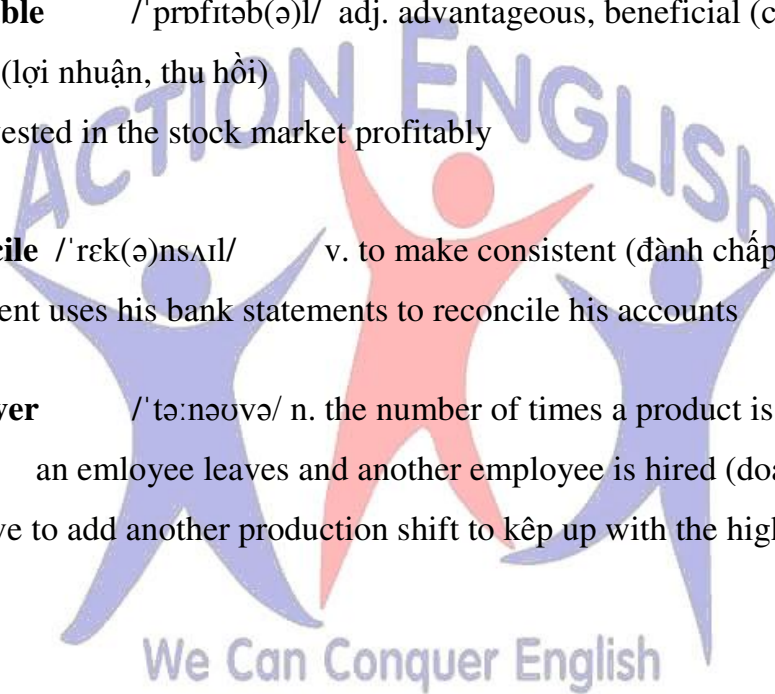 ble /ˈprɒfɪtəb(ə)l/ adj. advantageous, beneficial (c
(lợi nhuận, thu hồi)
vested in the stock market profitably
cile /ˈrɛk(ə)nsʌɪl/ v. to make consistent (đành chấp
ent uses his bank statements to reconcile his accounts
ver /ˈtəːnəʊvə/ n. the number of times a product is
an emloyee leaves and another employee is hired (doa
ve to add another production shift to kêp up with the high
ACTION ENGLISH
We Can Conquer English